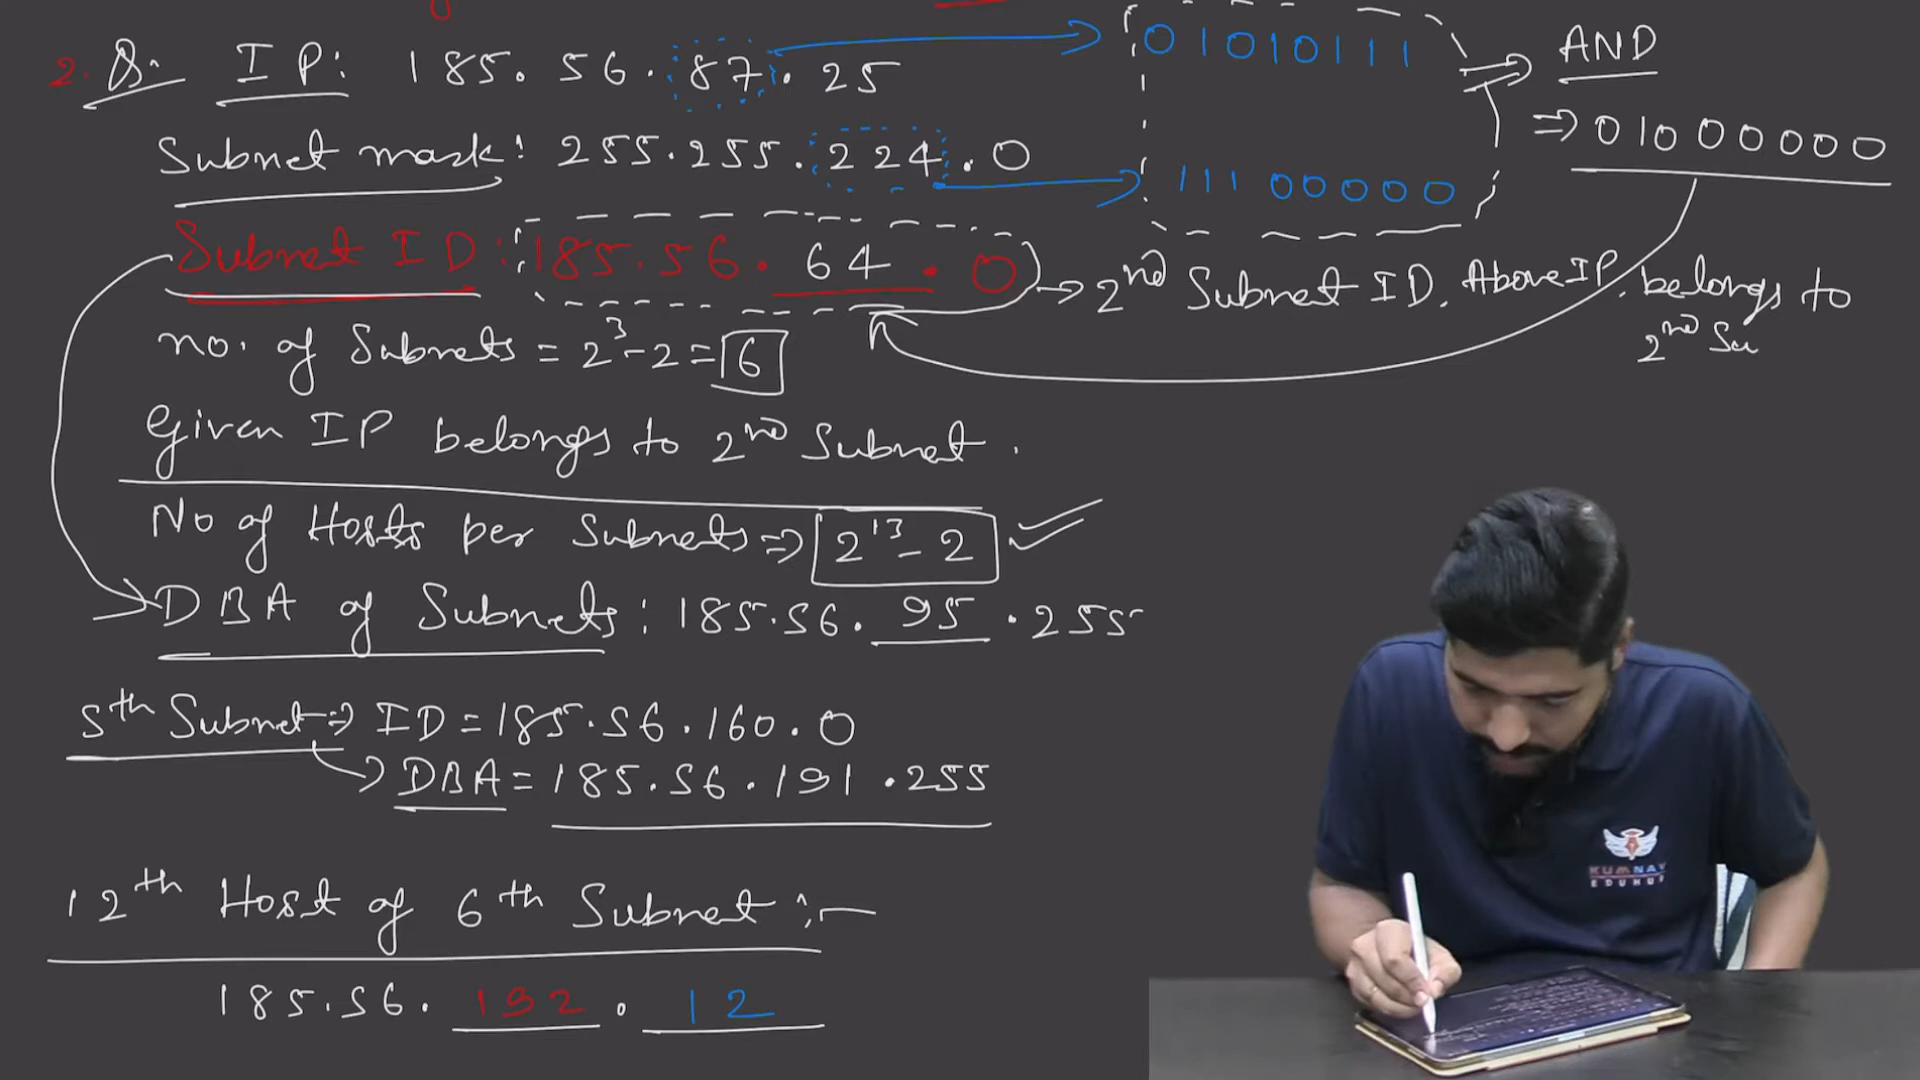 2. Q: IP: 185.56.87.25
01010111
AND
⇒ 01000000
Subnet mask: 255.255.224.0
11100000
Subnet ID: 185.56.64.0 → 2nd Subnet ID. Above IP. belongs to
2nd Su
no. of Subnets = 2^3-2 = 6
Given IP belongs to 2nd Subnet.
No of Hosts per Subnets ⇒ 2^13-2
DBA of Subnets: 185.56.95.255
5th Subnet ⇒ ID = 185.56.160.0
DBA = 185.56.191.255
12th Host of 6th Subnet :-
185.56.192.12
KUMNAV
EDUHUB